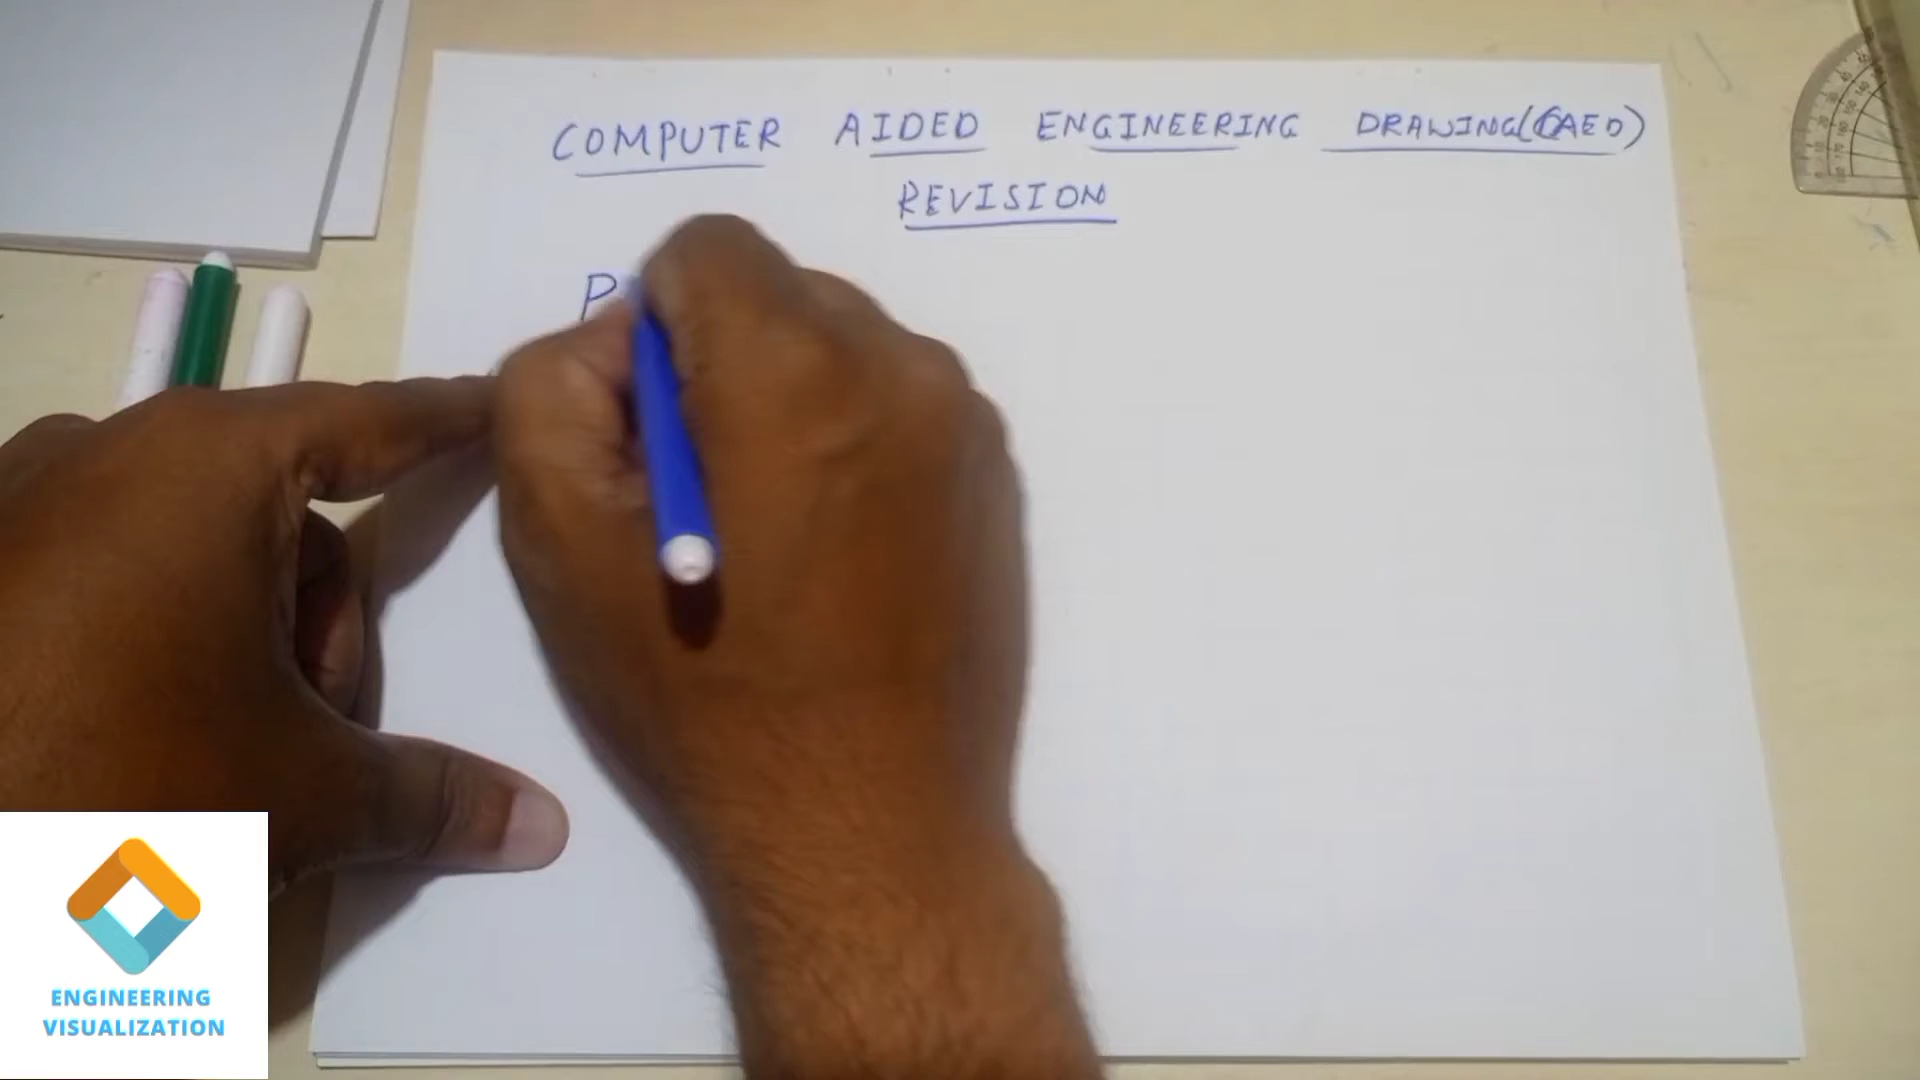 COMPUTER AIDED ENGINEERING DRAWING(CAED)
REVISION
P
ENGINEERING
VISUALIZATION